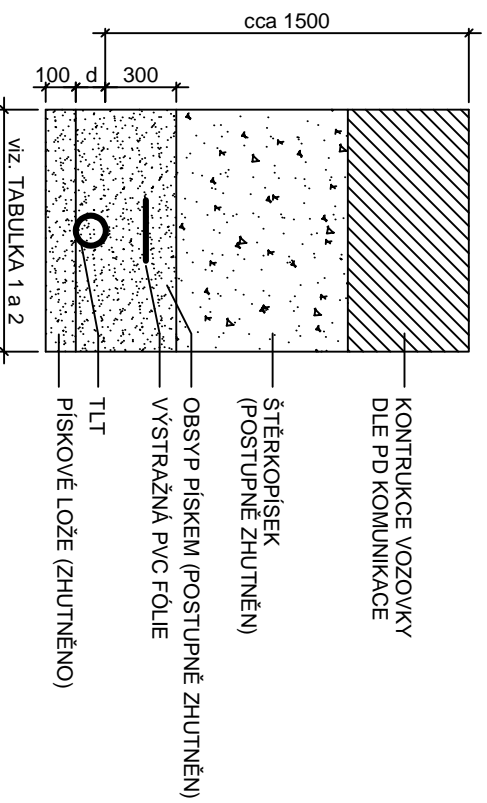 cca 1500
100
d
300
viz. TABULKA 1 a 2
KONTRUKCE VOZOVKY
DLE PD KOMUNIKACE
ŠTĚRKOPÍSEK
(POSTUPNĚ ZHUTNĚN)
OBSYP PÍSKEM (POSTUPNĚ ZHUTNĚN)
VÝSTRAŽNÁ PVC FÓLIE
TLT
PÍSKOVÉ LOŽE (ZHUTNĚNO)